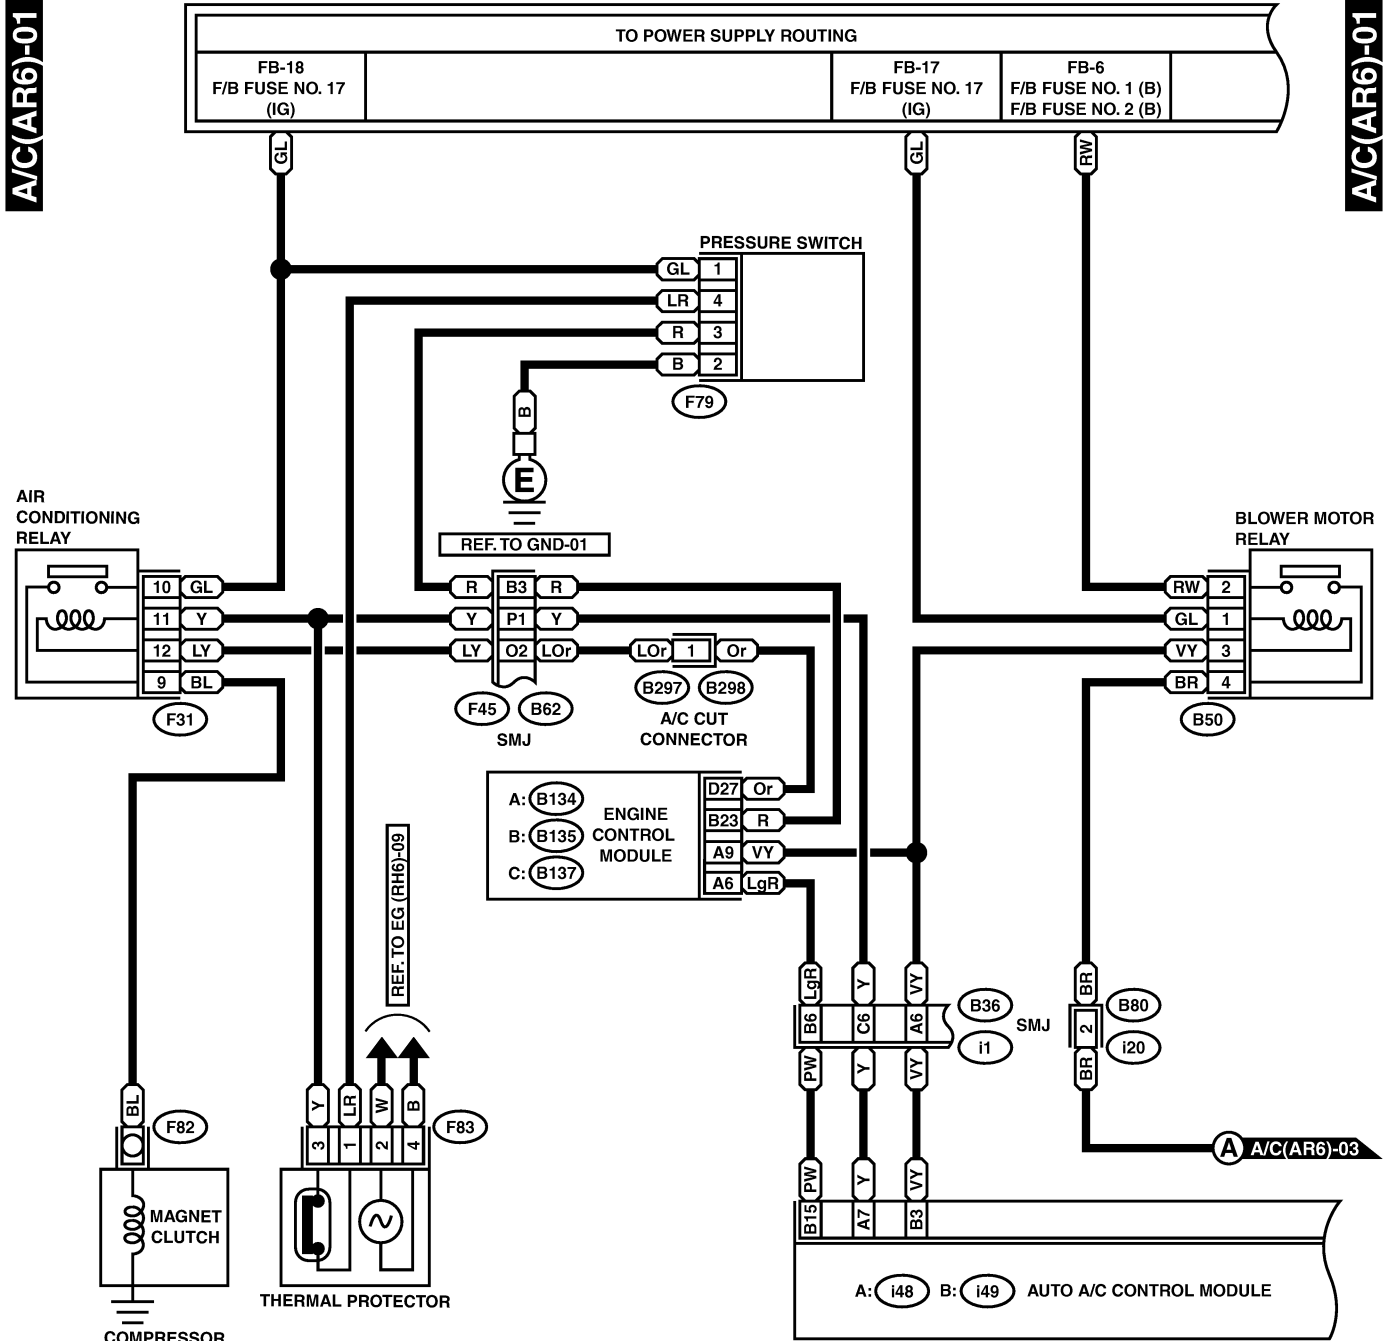 A/C(AR6)-01
A/C(AR6)-01
TO POWER SUPPLY ROUTING
FB-18
F/B FUSE NO. 17
(IG)
FB-17
F/B FUSE NO. 17
(IG)
FB-6
F/B FUSE NO. 1 (B)
F/B FUSE NO. 2 (B)
GL
GL
RW
PRESSURE SWITCH
GL 1
LR 4
R 3
B 2
F79
B
E
REF. TO GND-01
AIR
CONDITIONING
RELAY
10 GL
11 Y
12 LY
9 BL
F31
R B3 R
Y P1 Y
LY O2 LOr
F45 B62
SMJ
LOr 1 Or
B297 B298
A/C CUT
CONNECTOR
BLOWER MOTOR
RELAY
RW 2
GL 1
VY 3
BR 4
B50
A: B134
B: B135
C: B137
ENGINE
CONTROL
MODULE
D27 Or
B23 R
A9 VY
A6 LgR
REF. TO EG (RH6)-09
LgR Y VY
B6 C6 A6
PW Y VY
B36
i1
SMJ
BR
2
BR
B80
i20
A A/C(AR6)-03
BL
F82
MAGNET
CLUTCH
COMPRESSOR
Y LR W B
3 1 2 4
F83
THERMAL PROTECTOR
PW Y VY
B15 A7 B3
A: i48 B: i49 AUTO A/C CONTROL MODULE